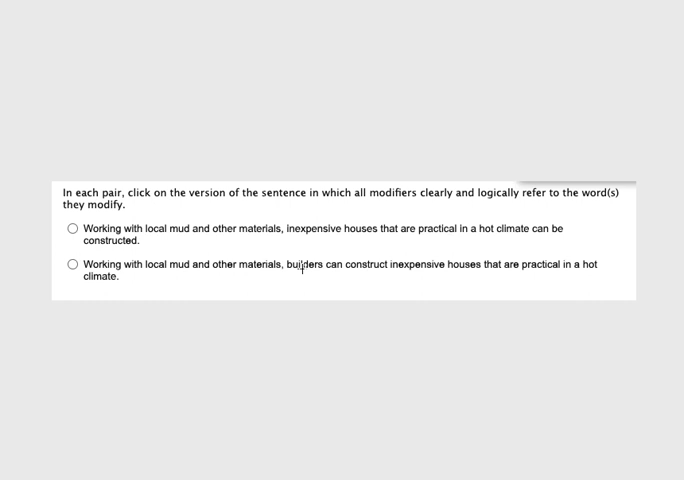 In each pair, click on the version of the sentence in which all modifiers clearly and logically refer to the word(s)
they modify.
Working with local mud and other materials, inexpensive houses that are practical in a hot climate can be
constructed.
Working with local mud and other materials, builders can construct inexpensive houses that are practical in a hot
climate.